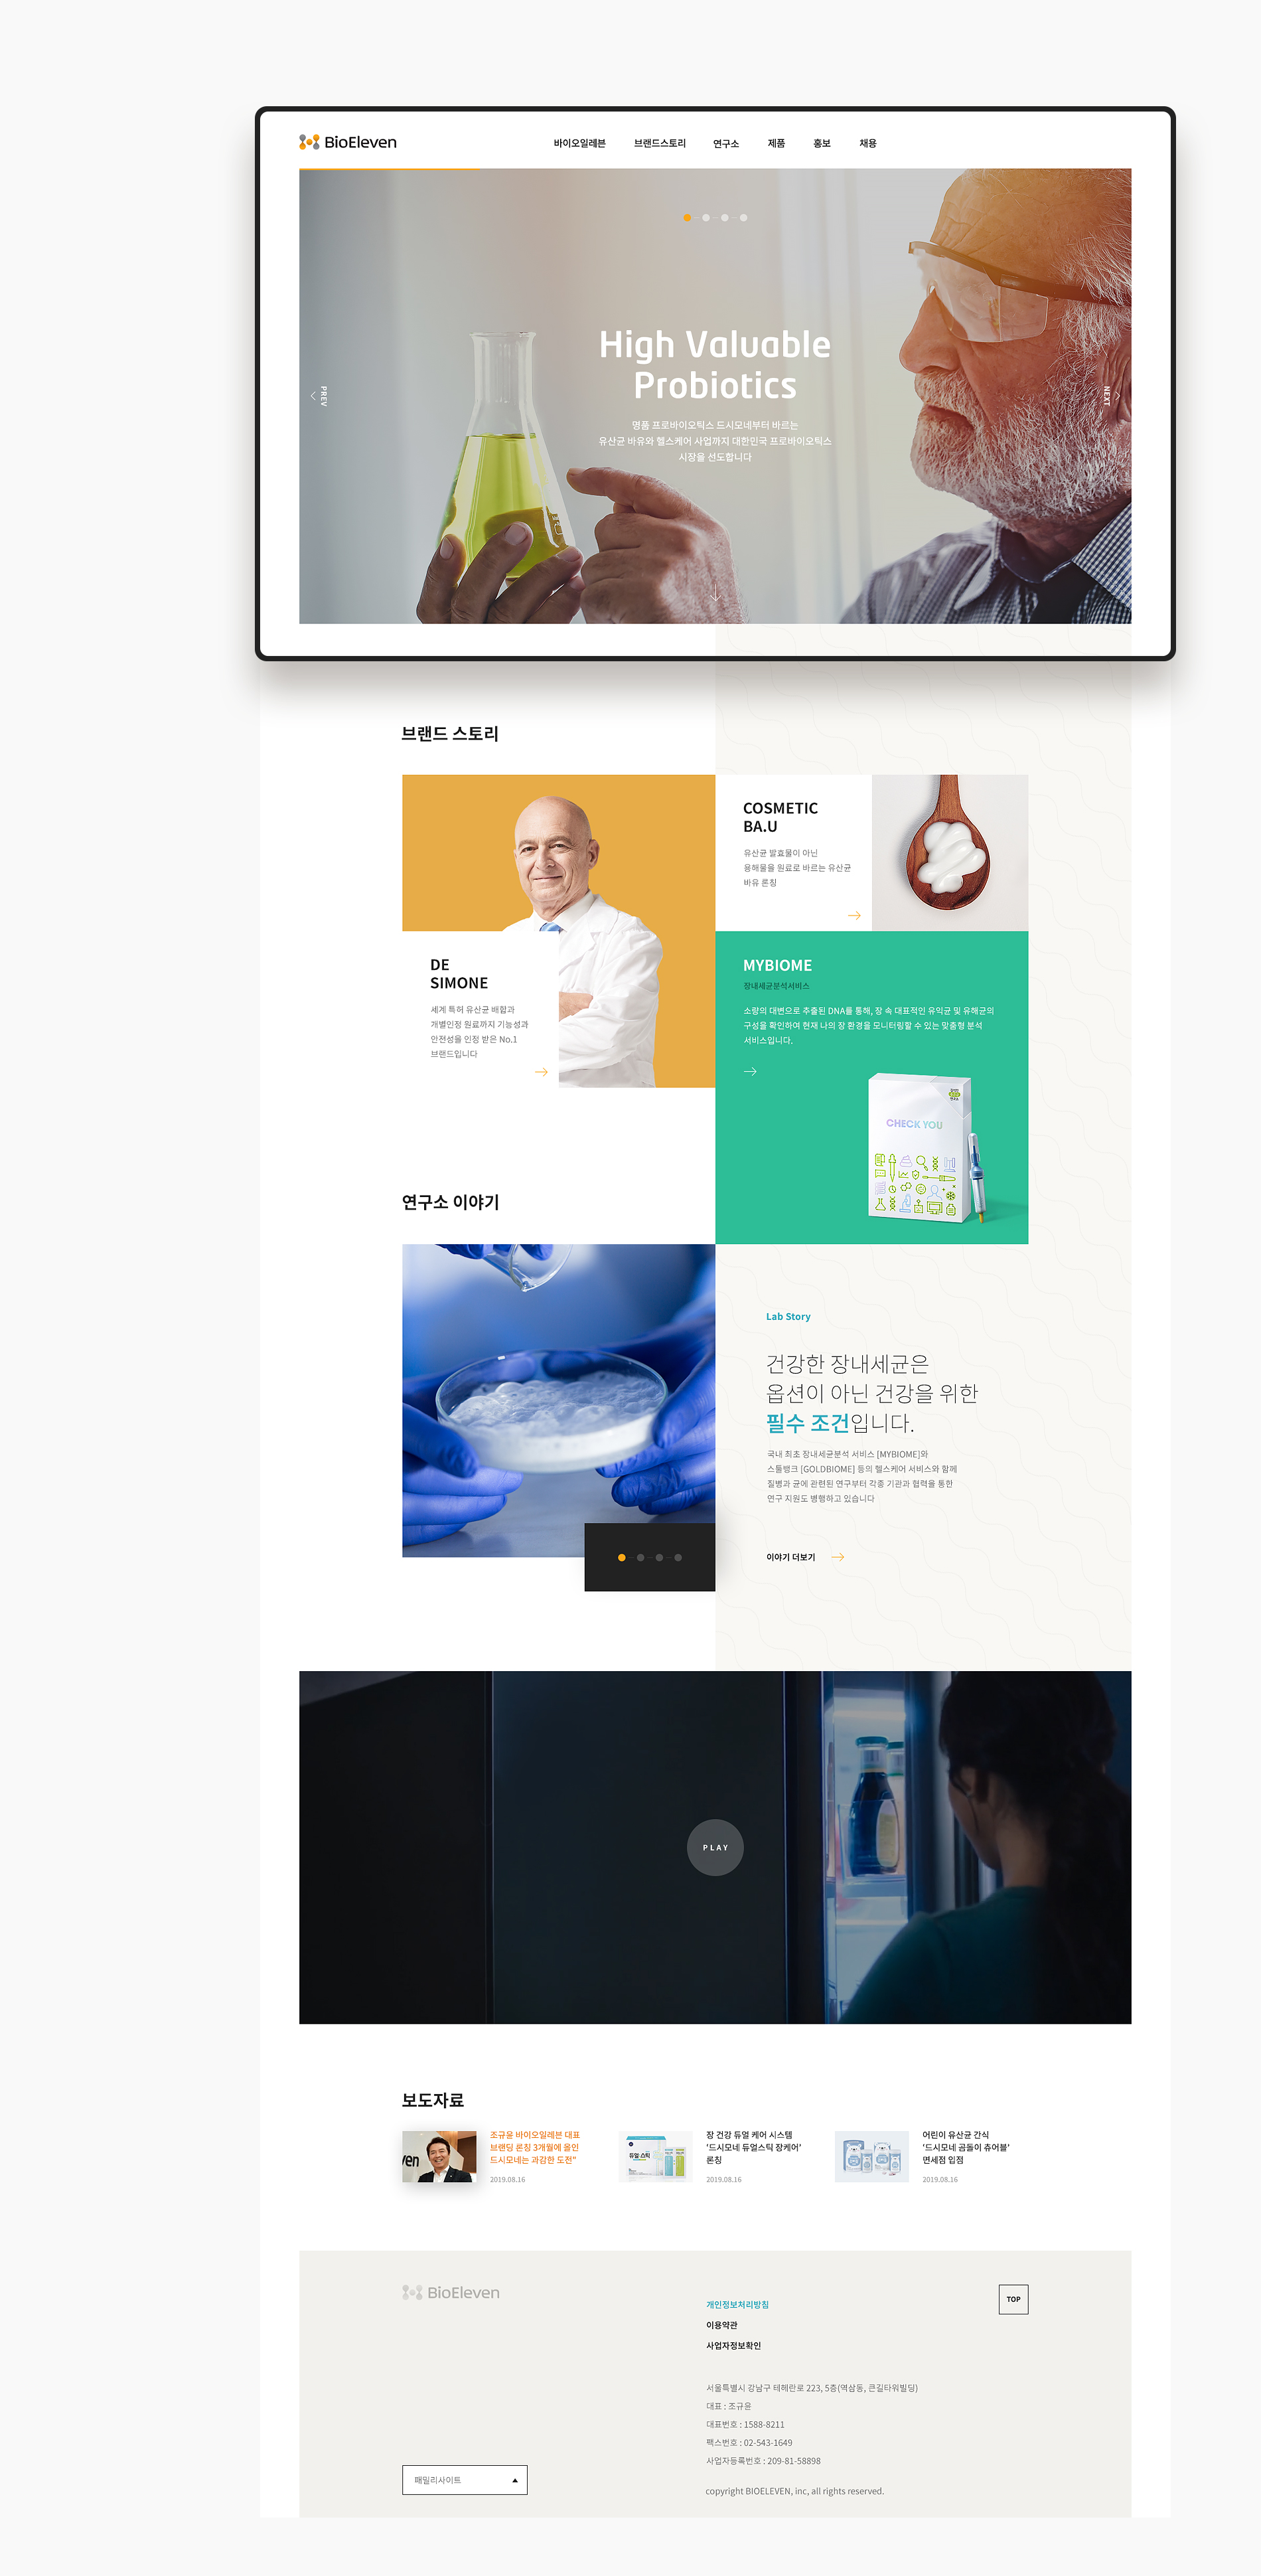 BioEleven
바이오일레븐 브랜드스토리 연구소 제품 홍보 채용
High Valuable
Probiotics
명품 프로바이오틱스 드시모네부터 바르는
유산균 바유와 헬스케어 사업까지 대한민국 프로바이오틱스
시장을 선도합니다
PREV
NEXT
브랜드 스토리
DE
SIMONE
세계 특허 유산균 배합과
개별인정 원료까지 기능성과
안전성을 인정 받은 No.1
브랜드입니다
COSMETIC
BA.U
유산균 발효물이 아닌
용해물을 원료로 바르는 유산균
바유 론칭
MYBIOME
장내세균분석서비스
소량의 대변으로 추출된 DNA를 통해, 장 속 대표적인 유익균 및 유해균의
구성을 확인하여 현재 나의 장 환경을 모니터링할 수 있는 맞춤형 분석
서비스입니다.
CHECK YOU
연구소 이야기
Lab Story
건강한 장내세균은
옵션이 아닌 건강을 위한
필수 조건입니다.
국내 최초 장내세균분석 서비스 [MYBIOME]와
스툴뱅크 [GOLDBIOME] 등의 헬스케어 서비스와 함께
질병과 균에 관련된 연구부터 각종 기관과 협력을 통한
연구 지원도 병행하고 있습니다
이야기 더보기
PLAY
보도자료
ven
조규윤 바이오일레븐 대표
브랜딩 론칭 3개월에 올인
드시모네는 과감한 도전"
2019.08.16
듀얼 스틱
장 건강 듀얼 케어 시스템
'드시모네 듀얼스틱 장케어'
론칭
2019.08.16
어린이 유산균 간식
'드시모네 곰돌이 츄어블'
면세점 입점
2019.08.16
BioEleven
개인정보처리방침
이용약관
사업자정보확인
TOP
서울특별시 강남구 테헤란로 223, 5층(역삼동, 큰길타워빌딩)
대표 : 조규윤
대표번호 : 1588-8211
팩스번호 : 02-543-1649
사업자등록번호 : 209-81-58898
패밀리사이트
copyright BIOELEVEN, inc, all rights reserved.